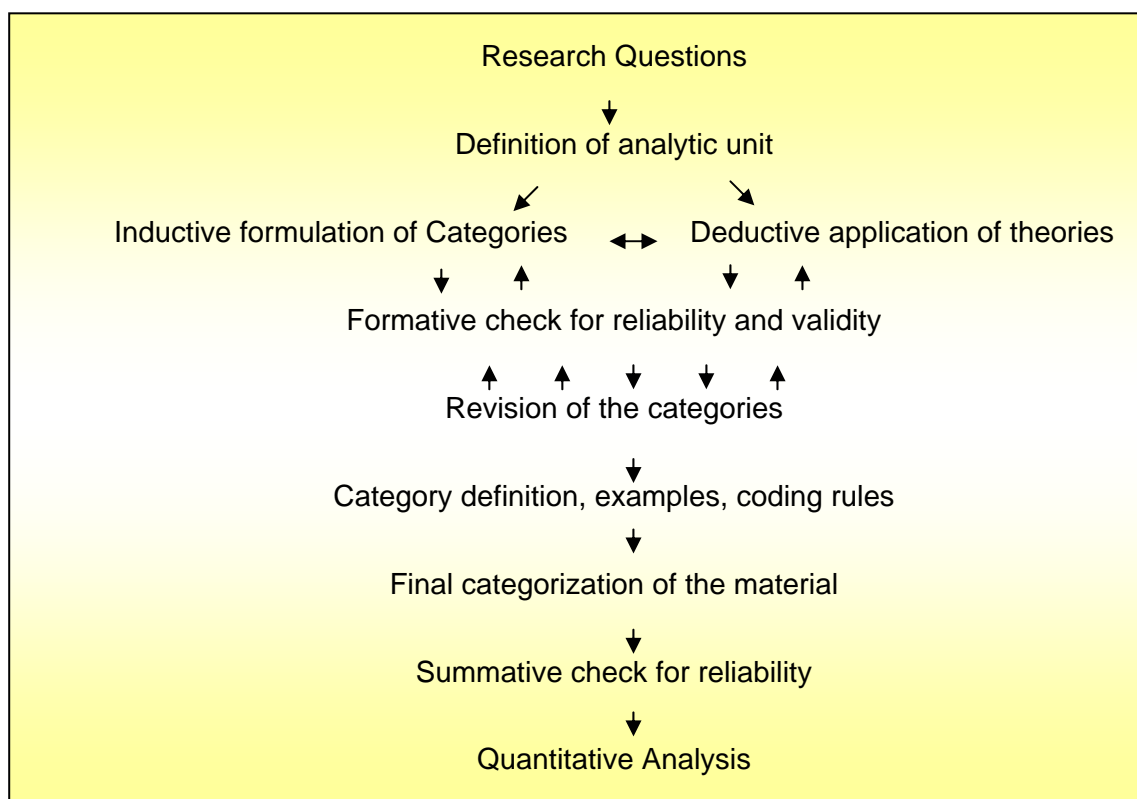 Research Questions
Definition of analytic unit
Inductive formulation of Categories
Deductive application of theories
Formative check for reliability and validity
Revision of the categories
Category definition, examples, coding rules
Final categorization of the material
Summative check for reliability
Quantitative Analysis